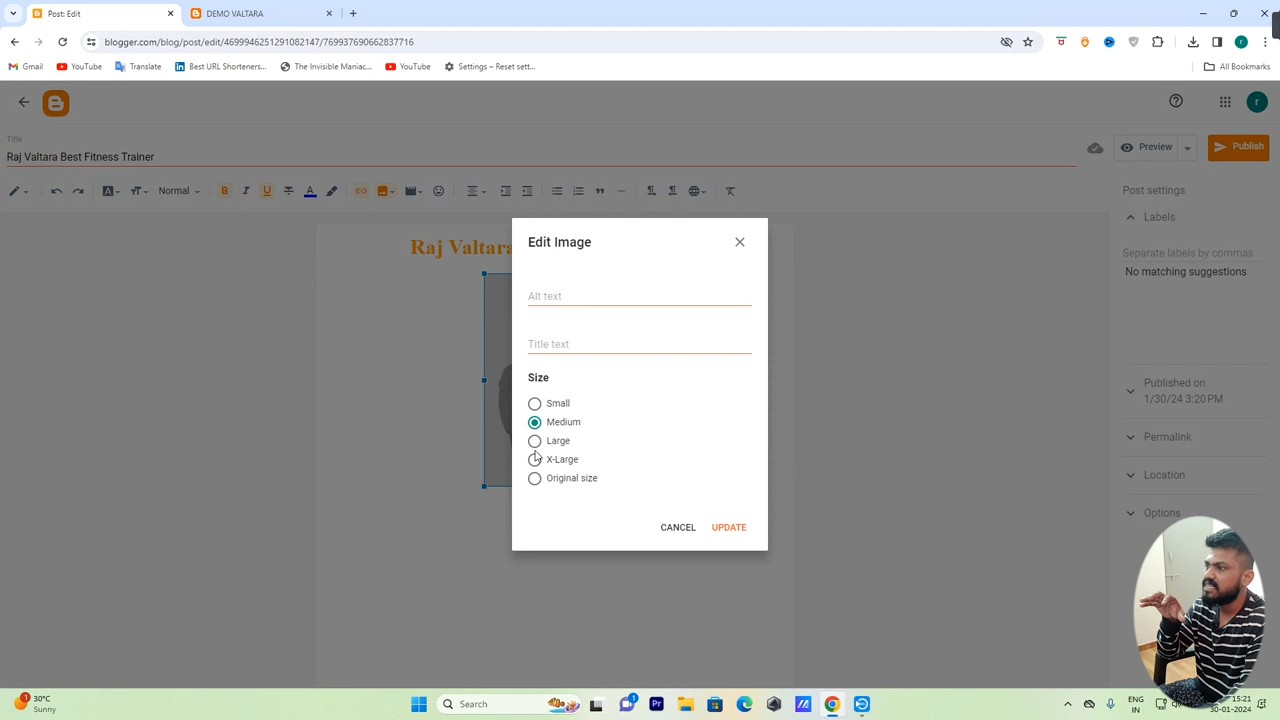 Post: Edit
DEMO VALTARA
blogger.com/blog/post/edit/4699946251291082147/769937690662837716
Gmail
YouTube
Translate
Best URL Shorteners...
The Invisible Maniac...
YouTube
Settings – Reset sett...
All Bookmarks
r
r
Title
Raj Valtara Best Fitness Trainer
Preview
Publish
Normal
Post settings
Labels
Separate labels by commas
No matching suggestions
Published on
1/30/24 3:20 PM
Permalink
Location
Options
Raj Valtara
Edit Image
Alt text
Title text
Size
Small
Medium
Large
X-Large
Original size
CANCEL
UPDATE
1
30°C
Sunny
Search
1
Pr
ENG
IN
15:21
30-01-2024